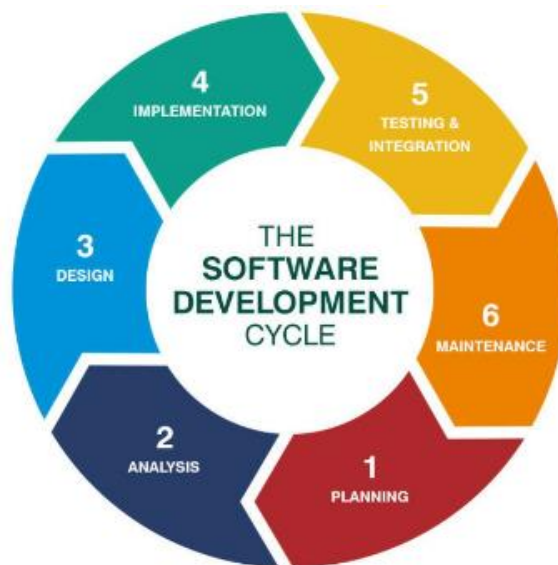 THE
SOFTWARE
DEVELOPMENT
CYCLE
1
PLANNING
2
ANALYSIS
3
DESIGN
4
IMPLEMENTATION
5
TESTING &
INTEGRATION
6
MAINTENANCE